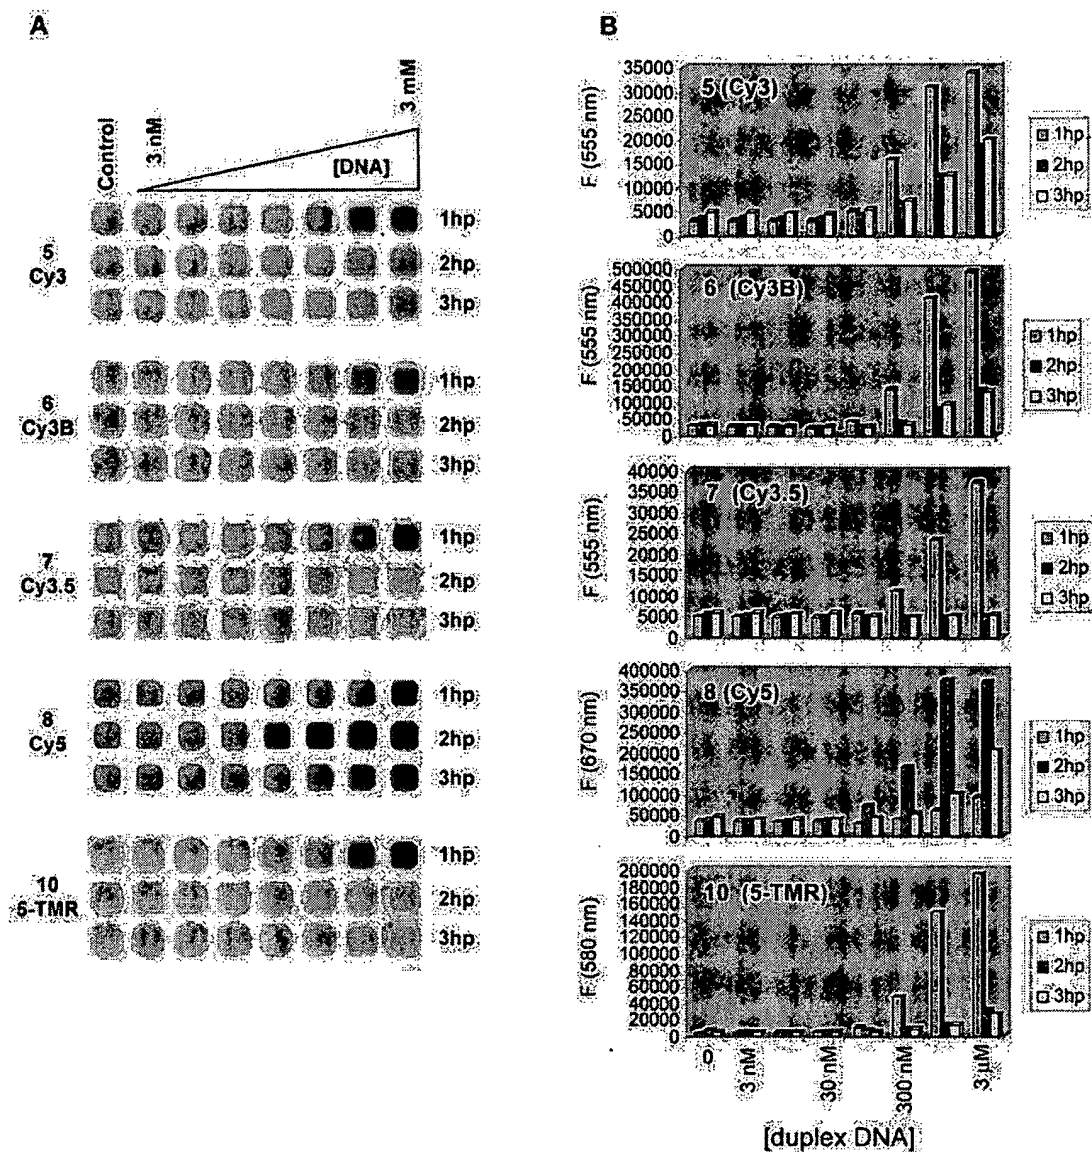 A
Control
3 nM
3 mM
[DNA]
5
Cy3
1hp
2hp
3hp
6
Cy3B
1hp
2hp
3hp
7
Cy3.5
1hp
2hp
3hp
8
Cy5
1hp
2hp
3hp
10
5-TMR
1hp
2hp
3hp
B
F (555 nm)
35000
30000
25000
20000
15000
10000
5000
0
5 (Cy3)
1hp
2hp
3hp
F (555 nm)
500000
450000
400000
350000
300000
250000
200000
150000
100000
50000
0
6 (Cy3B)
1hp
2hp
3hp
F (555 nm)
40000
35000
30000
25000
20000
15000
10000
5000
0
7 (Cy3.5)
1hp
2hp
3hp
F (670 nm)
400000
350000
300000
250000
200000
150000
100000
50000
0
8 (Cy5)
1hp
2hp
3hp
F (580 nm)
200000
180000
160000
140000
120000
100000
80000
60000
40000
20000
0
10 (5-TMR)
1hp
2hp
3hp
0
3 nM
30 nM
300 nM
3 µM
[duplex DNA]